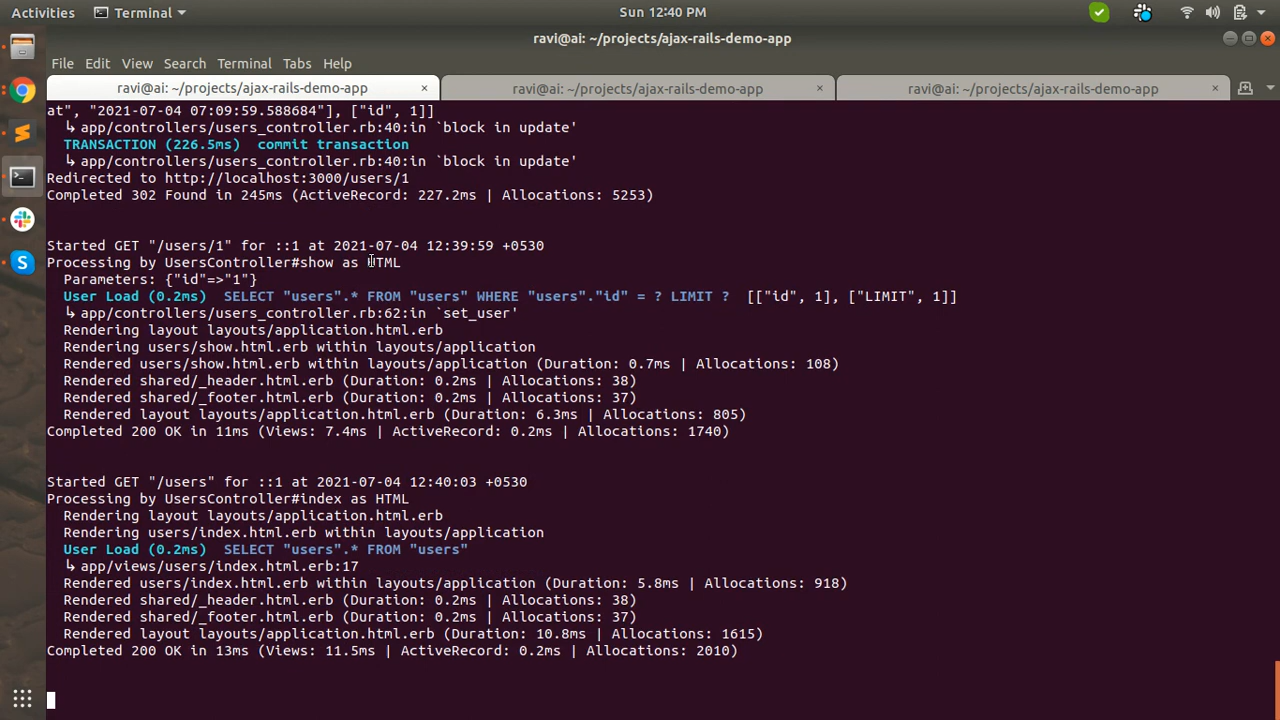 Activities Terminal Sun 12:40 PM
ravi@ai: ~/projects/ajax-rails-demo-app
File Edit View Search Terminal Tabs Help
ravi@ai: ~/projects/ajax-rails-demo-app × ravi@ai: ~/projects/ajax-rails-demo-app × ravi@ai: ~/projects/ajax-rails-demo-app ×
at", "2021-07-04 07:09:59.588684"], ["id", 1]]
↳ app/controllers/users_controller.rb:40:in `block in update'
TRANSACTION (226.5ms)  commit transaction
↳ app/controllers/users_controller.rb:40:in `block in update'
Redirected to http://localhost:3000/users/1
Completed 302 Found in 245ms (ActiveRecord: 227.2ms | Allocations: 5253)
Started GET "/users/1" for ::1 at 2021-07-04 12:39:59 +0530
Processing by UsersController#show as HTML
Parameters: {"id"=>"1"}
User Load (0.2ms)  SELECT "users".* FROM "users" WHERE "users"."id" = ? LIMIT ?  [["id", 1], ["LIMIT", 1]]
↳ app/controllers/users_controller.rb:62:in `set_user'
Rendering layout layouts/application.html.erb
Rendering users/show.html.erb within layouts/application
Rendered users/show.html.erb within layouts/application (Duration: 0.7ms | Allocations: 108)
Rendered shared/_header.html.erb (Duration: 0.2ms | Allocations: 38)
Rendered shared/_footer.html.erb (Duration: 0.2ms | Allocations: 37)
Rendered layout layouts/application.html.erb (Duration: 6.3ms | Allocations: 805)
Completed 200 OK in 11ms (Views: 7.4ms | ActiveRecord: 0.2ms | Allocations: 1740)
Started GET "/users" for ::1 at 2021-07-04 12:40:03 +0530
Processing by UsersController#index as HTML
Rendering layout layouts/application.html.erb
Rendering users/index.html.erb within layouts/application
User Load (0.2ms)  SELECT "users".* FROM "users"
↳ app/views/users/index.html.erb:17
Rendered users/index.html.erb within layouts/application (Duration: 5.8ms | Allocations: 918)
Rendered shared/_header.html.erb (Duration: 0.2ms | Allocations: 38)
Rendered shared/_footer.html.erb (Duration: 0.2ms | Allocations: 37)
Rendered layout layouts/application.html.erb (Duration: 10.8ms | Allocations: 1615)
Completed 200 OK in 13ms (Views: 11.5ms | ActiveRecord: 0.2ms | Allocations: 2010)